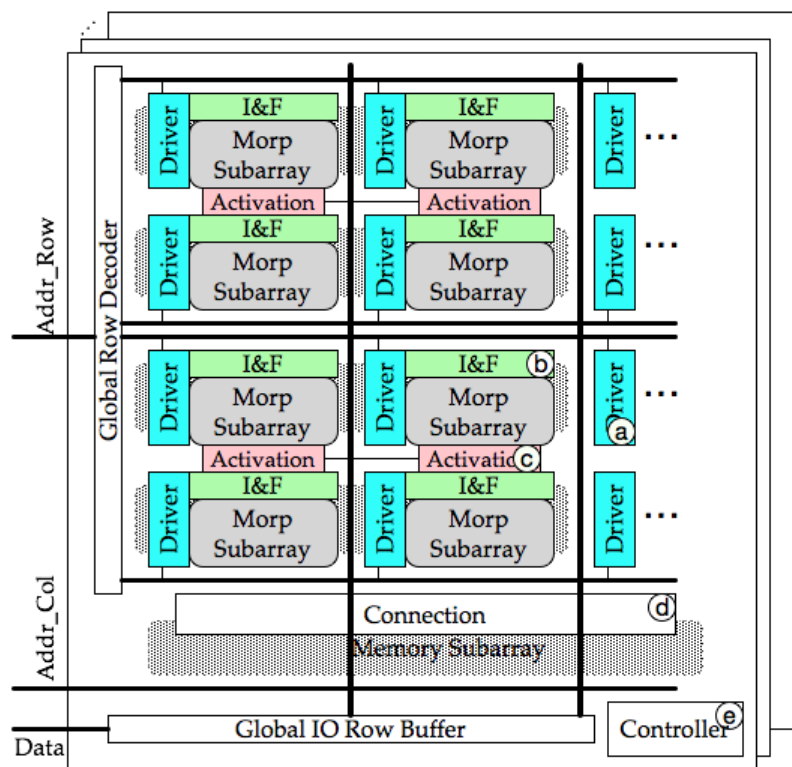 I&F I&F
Driver Morp Subarray Driver Morp Subarray Driver ...
Activation Activation
I&F I&F
Driver Morp Subarray Driver Morp Subarray Driver ...
Addr_Row
Global Row Decoder
I&F I&F b
Driver Morp Subarray Driver Morp Subarray Driver a ...
Activation Activation c
I&F I&F
Driver Morp Subarray Driver Morp Subarray Driver ...
Addr_Col
Connection d
Memory Subarray
Global IO Row Buffer
Controller e
Data